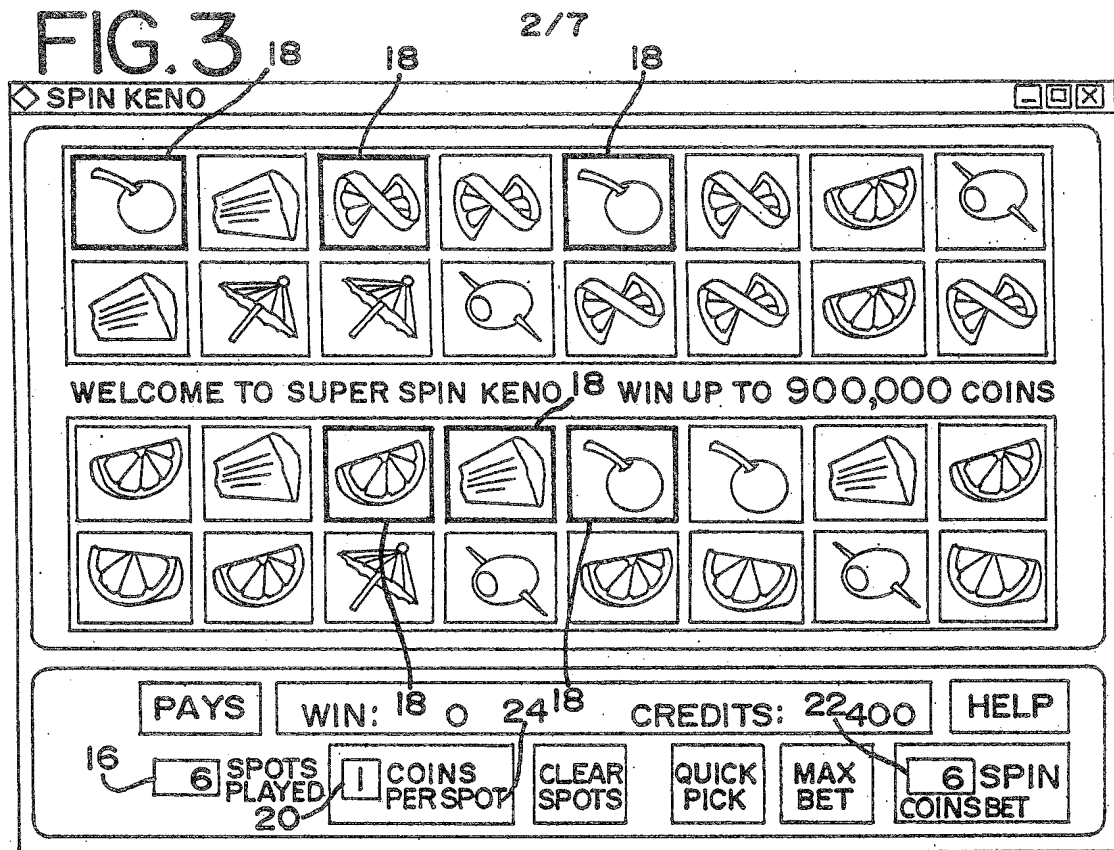 FIG. 3
2/7
18 18 18
SPIN KENO
WELCOME TO SUPER SPIN KENO 18 WIN UP TO 900,000 COINS
PAYS WIN: 18 0 24 18 CREDITS: 22 400 HELP
16 6 SPOTS PLAYED 20 1 COINS PER SPOT CLEAR SPOTS QUICK PICK MAX BET 6 SPIN COINS BET